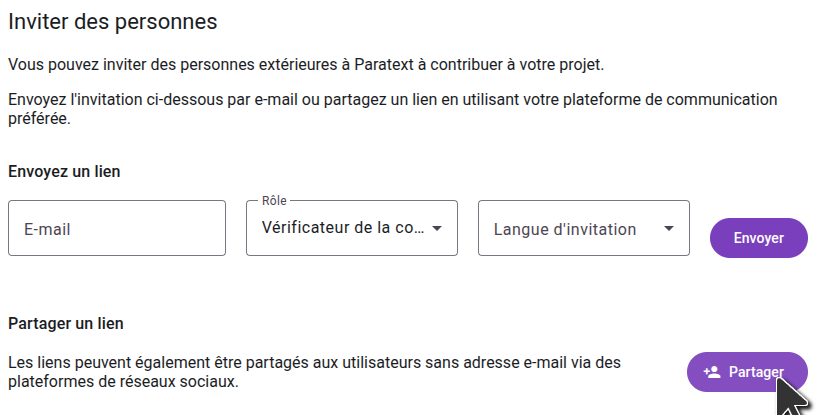 Inviter des personnes
Vous pouvez inviter des personnes extérieures à Paratext à contribuer à votre projet.
Envoyez l'invitation ci-dessous par e-mail ou partagez un lien en utilisant votre plateforme de communication
préférée.
Envoyez un lien
E-mail
Rôle
Vérificateur de la co...
Langue d'invitation
Envoyer
Partager un lien
Les liens peuvent également être partagés aux utilisateurs sans adresse e-mail via des
plateformes de réseaux sociaux.
Partager